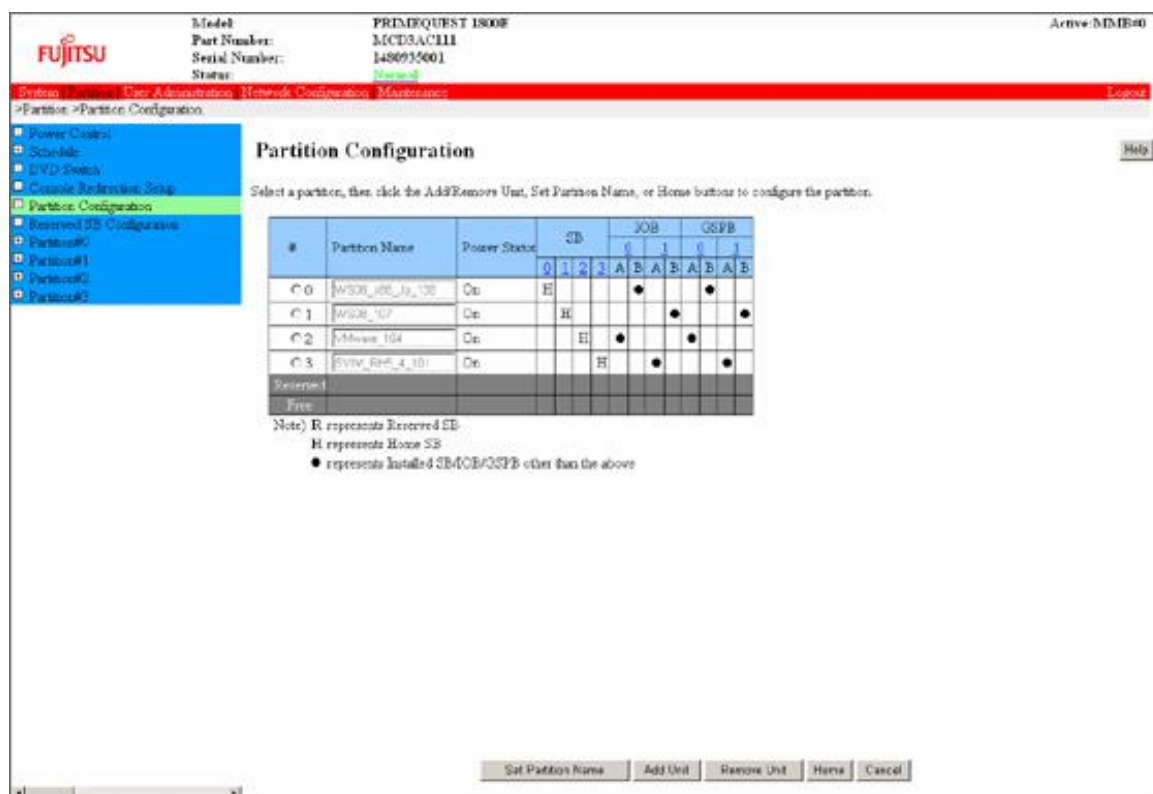 FUJITSU
Model: PRIMEQUEST 1800E
Part Number: MCD3AC111
Serial Number: 1480935001
Status: Normal
Active:MMB#0
System Partition User Administration Network Configuration Maintenance Logout
>Partition >Partition Configuration
Power Control
Schedule
DVD Switch
Console Redirection Setup
Partition Configuration
Reserved SB Configuration
Partition#0
Partition#1
Partition#2
Partition#3
Partition Configuration
Help
Select a partition, then click the Add/Remove Unit, Set Partition Name, or Home buttons to configure the partition.
# Partition Name Power Status SB IOB GSPB
0 1 0 1
0 1 2 3 A B A B A B A B
0 On H ● ●
1 WS08_107 On H ● ●
2 VMware_104 On H ● ●
3 On H ● ●
Reserved
Free
Note) R represents Reserved SB
H represents Home SB
● represents Installed SB/IOB/GSPB other than the above
Set Partition Name Add Unit Remove Unit Home Cancel